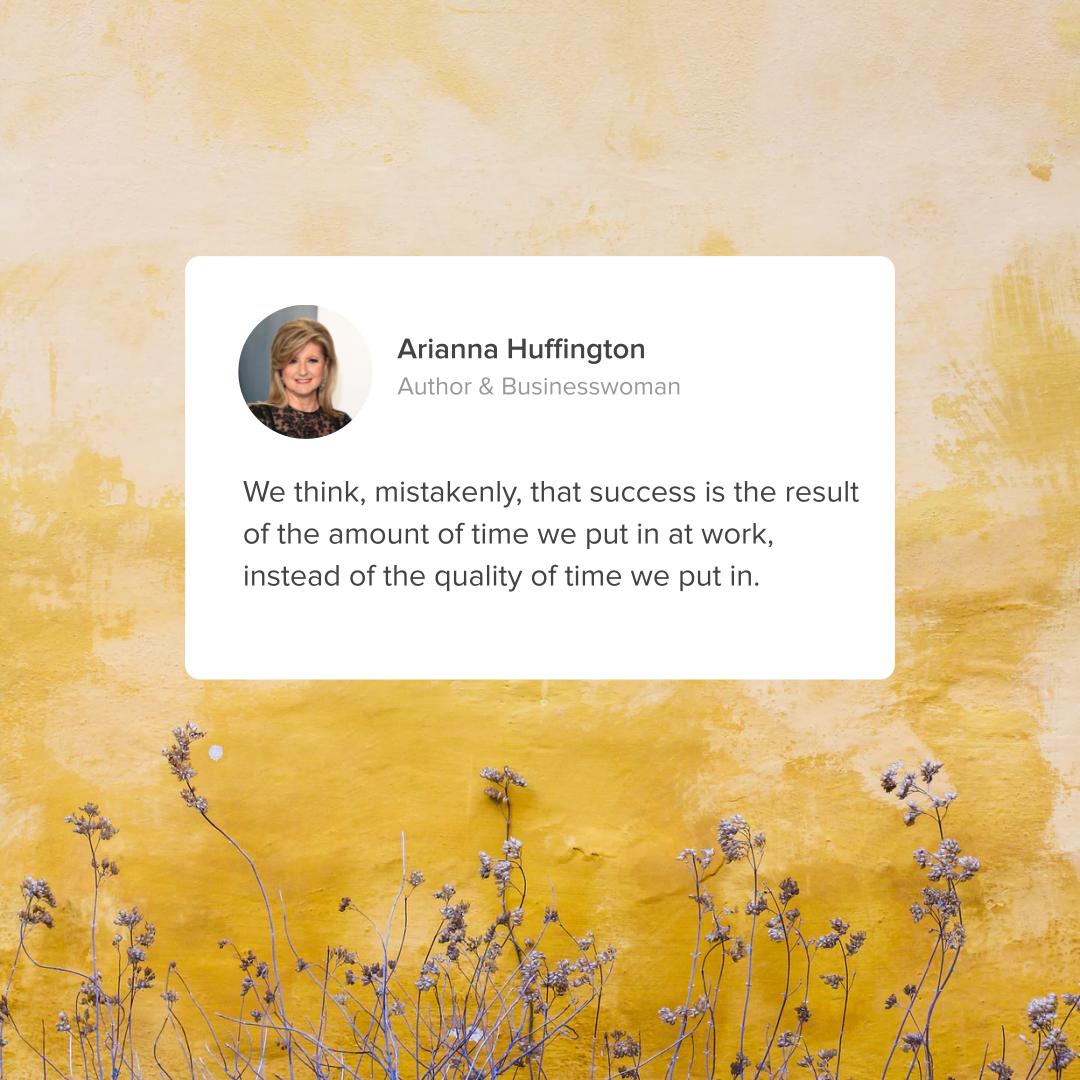 Arianna Huffington
Author & Businesswoman
We think, mistakenly, that success is the result
of the amount of time we put in at work,
instead of the quality of time we put in.